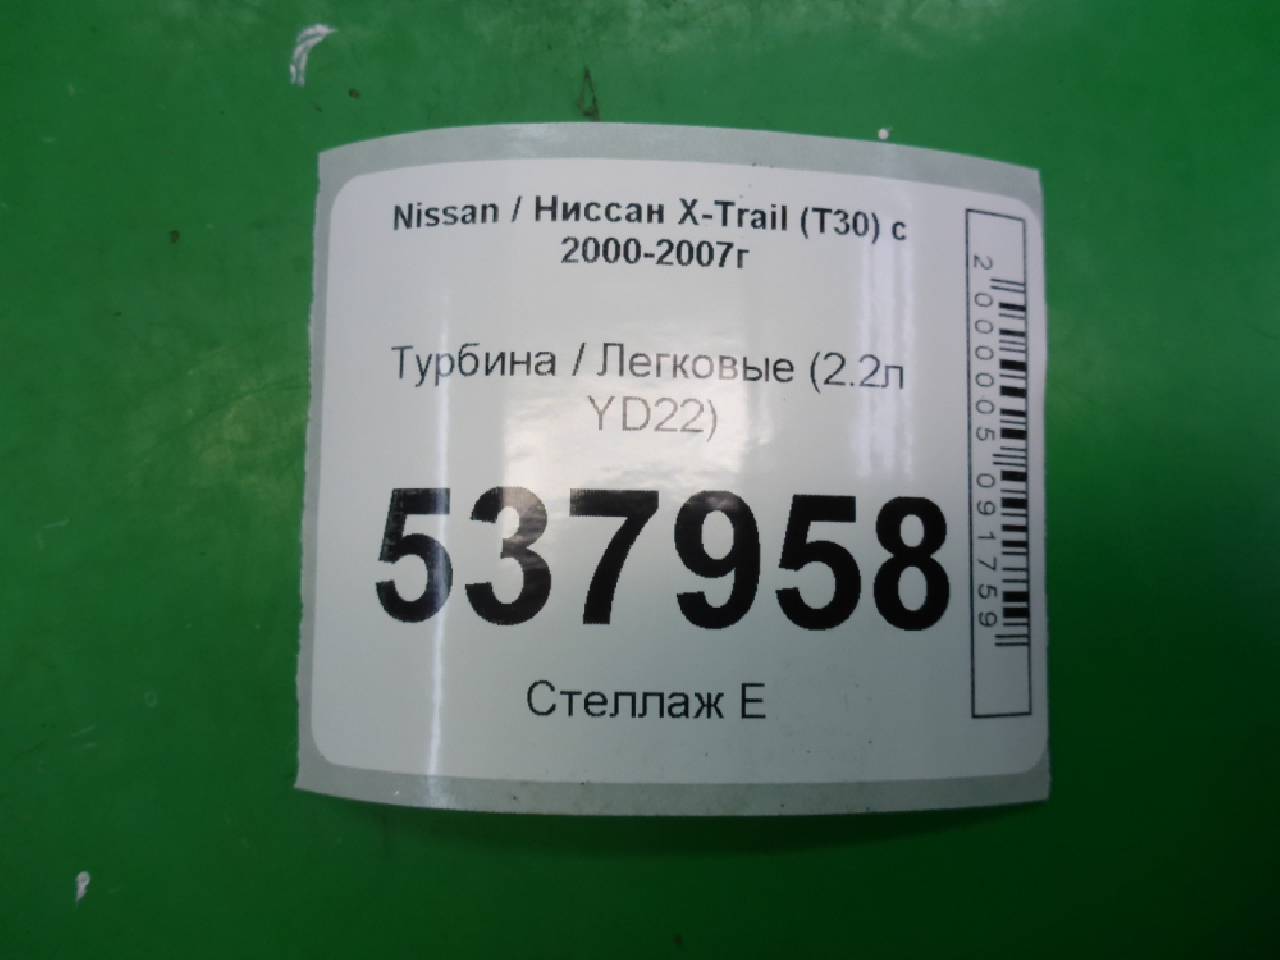 Nissan / Ниссан X-Trail (T30) с
2000-2007г
Турбина / Легковые (2.2л
YD22)
537958
Стеллаж Е
2000005091759